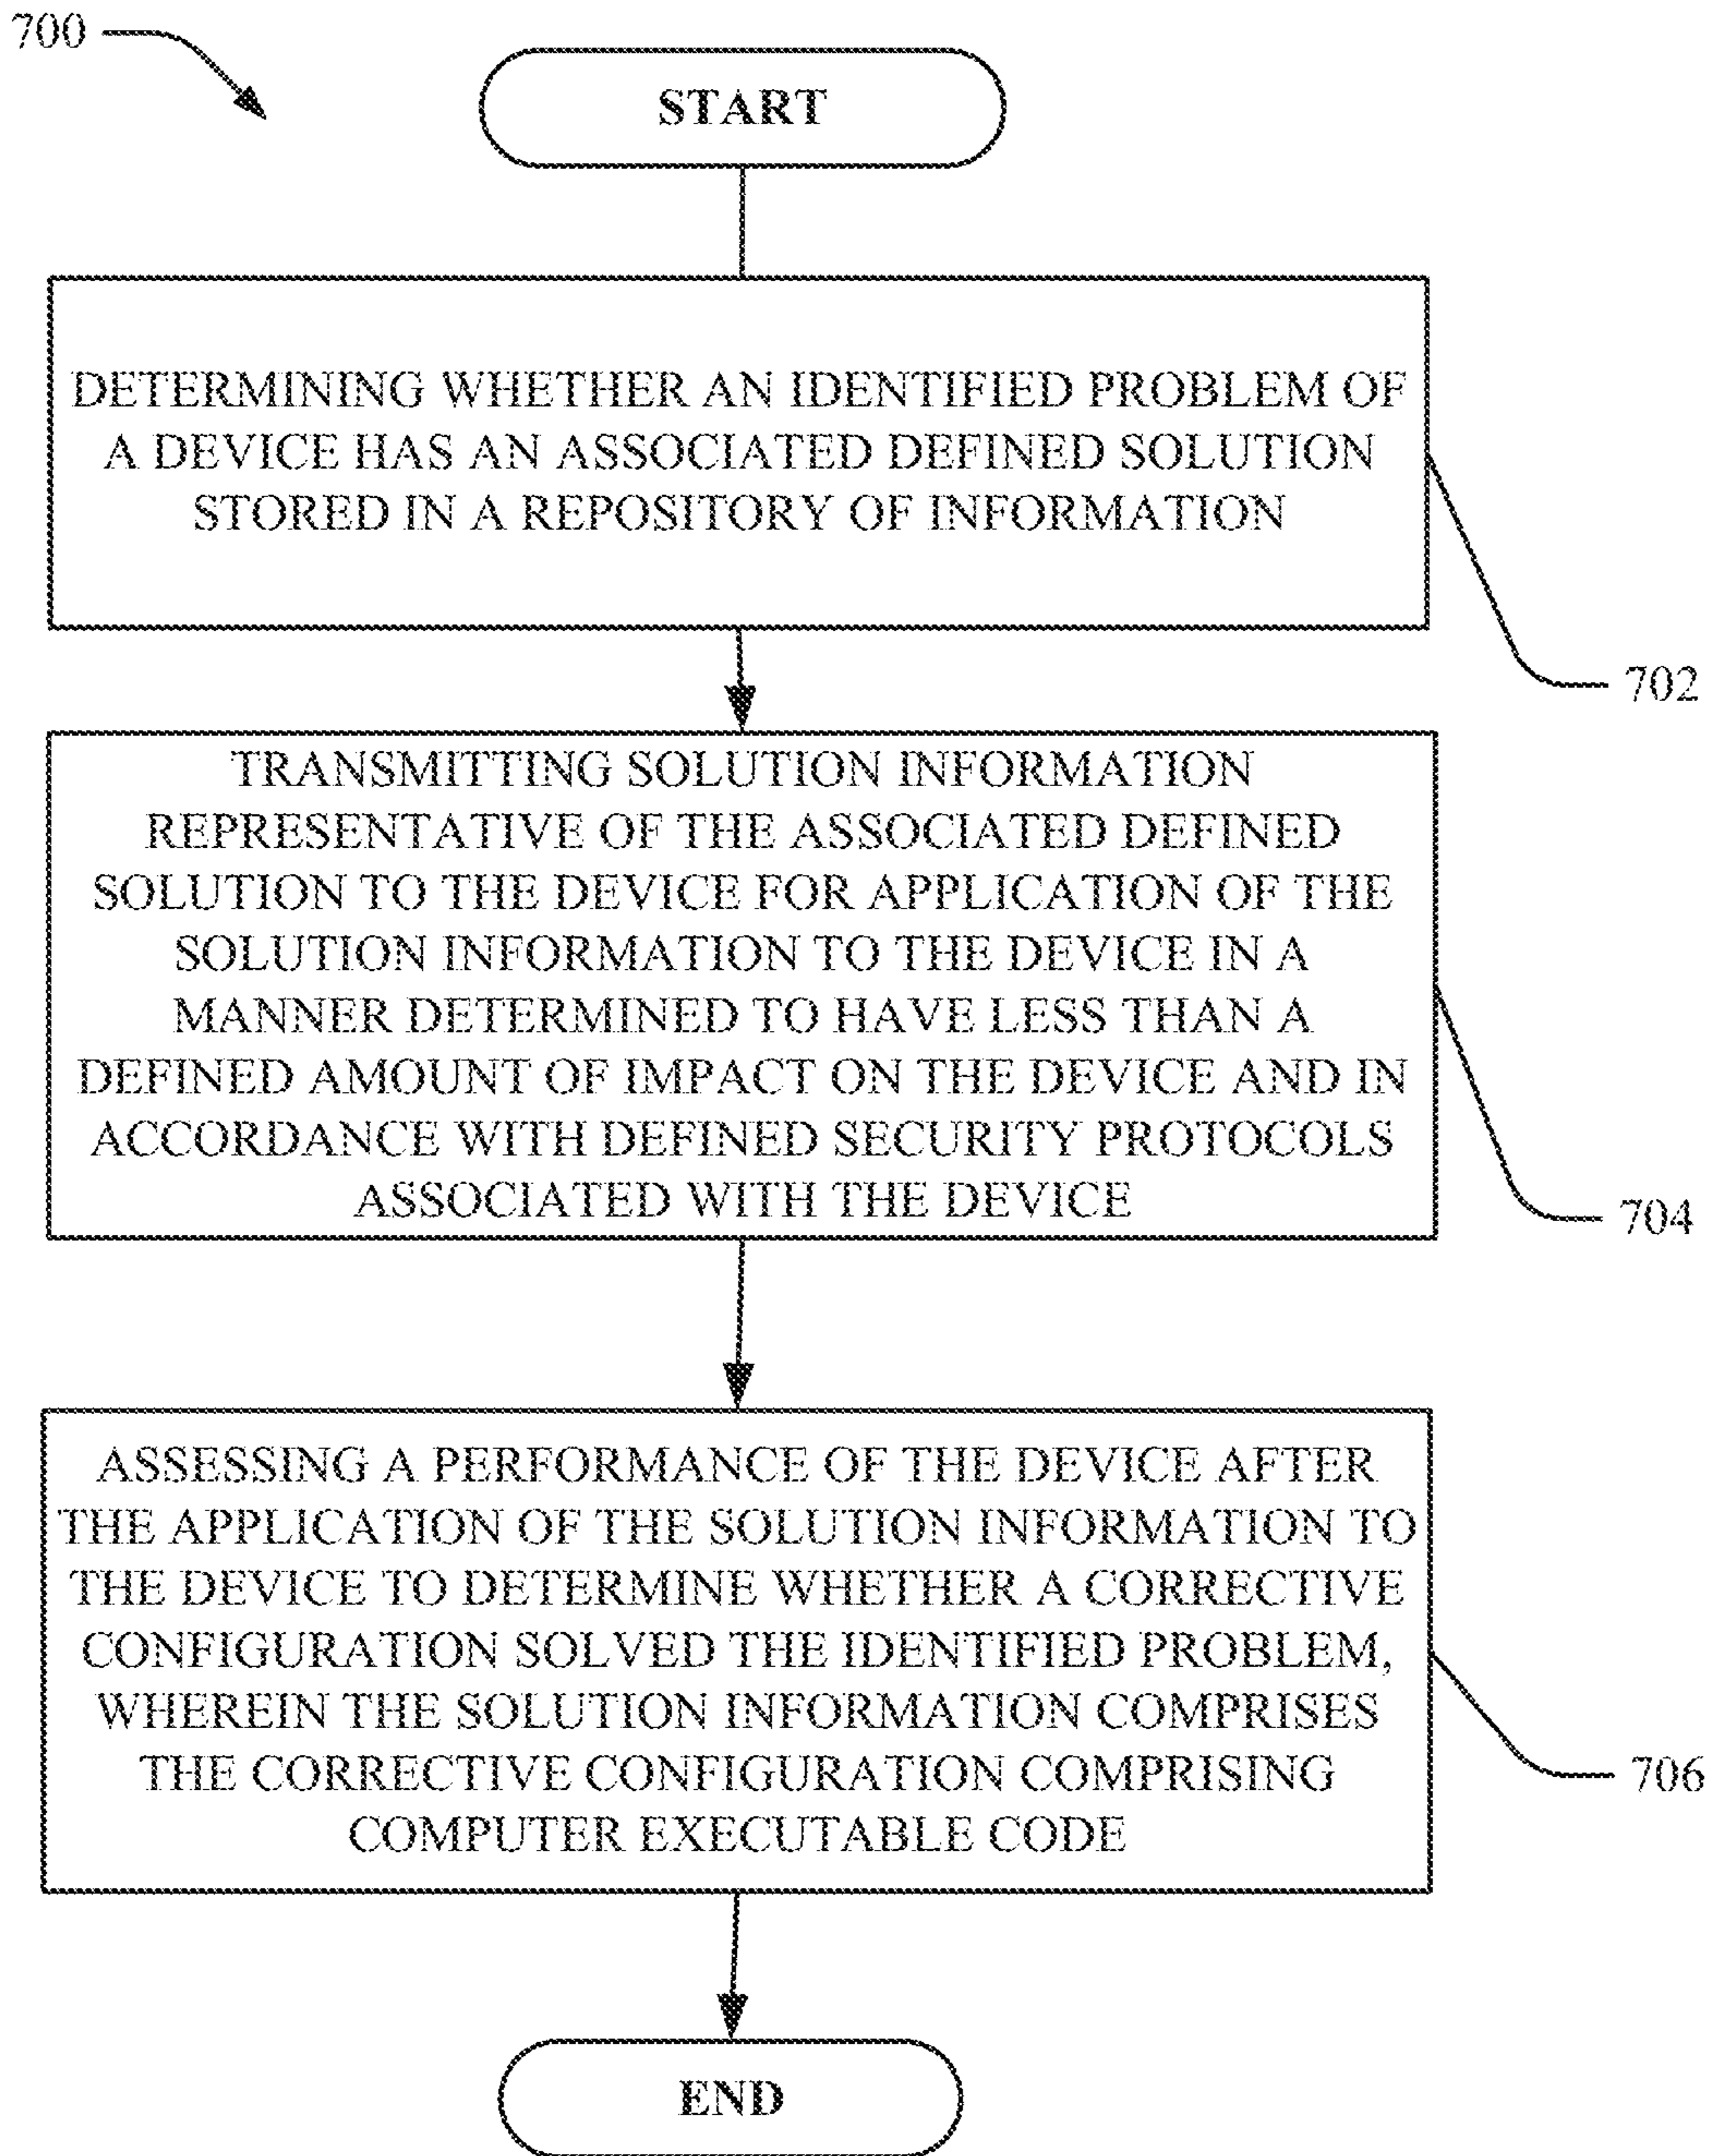 700
START
DETERMINING WHETHER AN IDENTIFIED PROBLEM OF
A DEVICE HAS AN ASSOCIATED DEFINED SOLUTION
STORED IN A REPOSITORY OF INFORMATION
702
TRANSMITTING SOLUTION INFORMATION
REPRESENTATIVE OF THE ASSOCIATED DEFINED
SOLUTION TO THE DEVICE FOR APPLICATION OF THE
SOLUTION INFORMATION TO THE DEVICE IN A
MANNER DETERMINED TO HAVE LESS THAN A
DEFINED AMOUNT OF IMPACT ON THE DEVICE AND IN
ACCORDANCE WITH DEFINED SECURITY PROTOCOLS
ASSOCIATED WITH THE DEVICE
704
ASSESSING A PERFORMANCE OF THE DEVICE AFTER
THE APPLICATION OF THE SOLUTION INFORMATION TO
THE DEVICE TO DETERMINE WHETHER A CORRECTIVE
CONFIGURATION SOLVED THE IDENTIFIED PROBLEM,
WHEREIN THE SOLUTION INFORMATION COMPRISES
THE CORRECTIVE CONFIGURATION COMPRISING
COMPUTER EXECUTABLE CODE
706
END